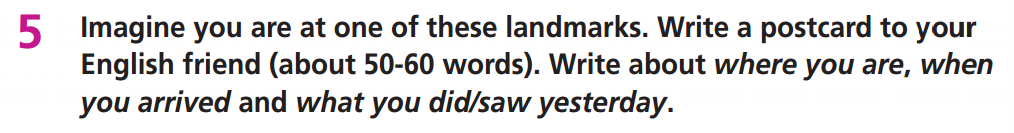 5 Imagine you are at one of these landmarks. Write a postcard to your
English friend (about 50-60 words). Write about where you are, when
you arrived and what you did/saw yesterday.